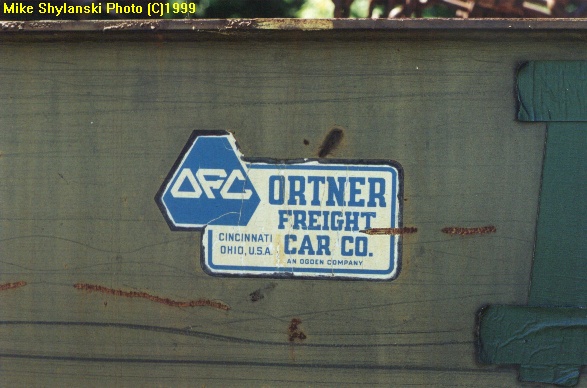 Mike Shylanski Photo (C)1999
OFC
ORTNER
FREIGHT
CAR CO.
CINCINNATI
OHIO, U.S.A.
AN OGDEN COMPANY